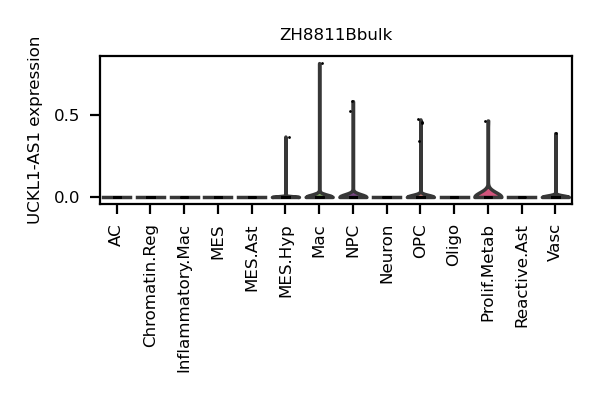 ZH8811Bbulk
UCKL1-AS1 expression
0.5
0.0
AC
Chromatin.Reg
Inflammatory.Mac
MES
MES.Ast
MES.Hyp
Mac
NPC
Neuron
OPC
Oligo
Prolif.Metab
Reactive.Ast
Vasc